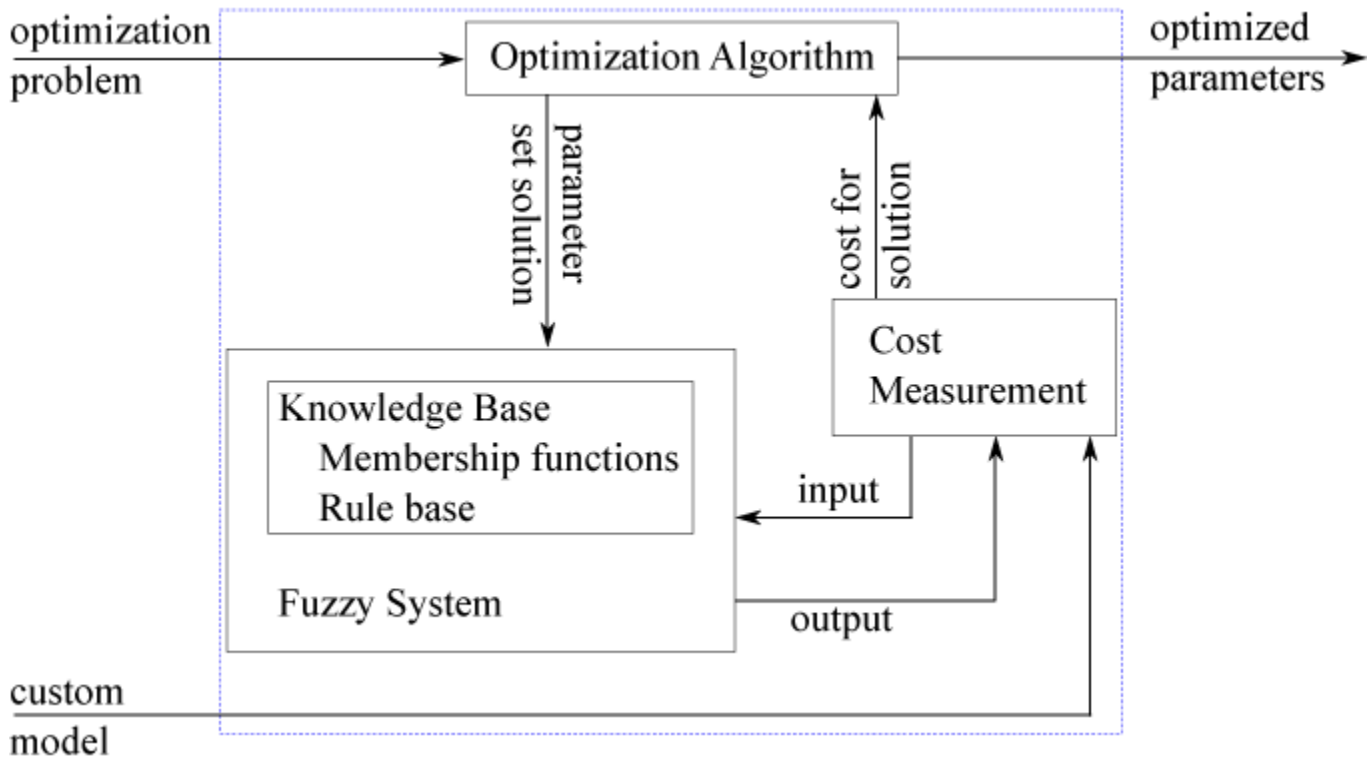 optimization
problem
Optimization Algorithm
optimized
parameters
parameter
set solution
cost for
solution
Cost
Measurement
Knowledge Base
Membership functions
Rule base
input
Fuzzy System
output
custom
model